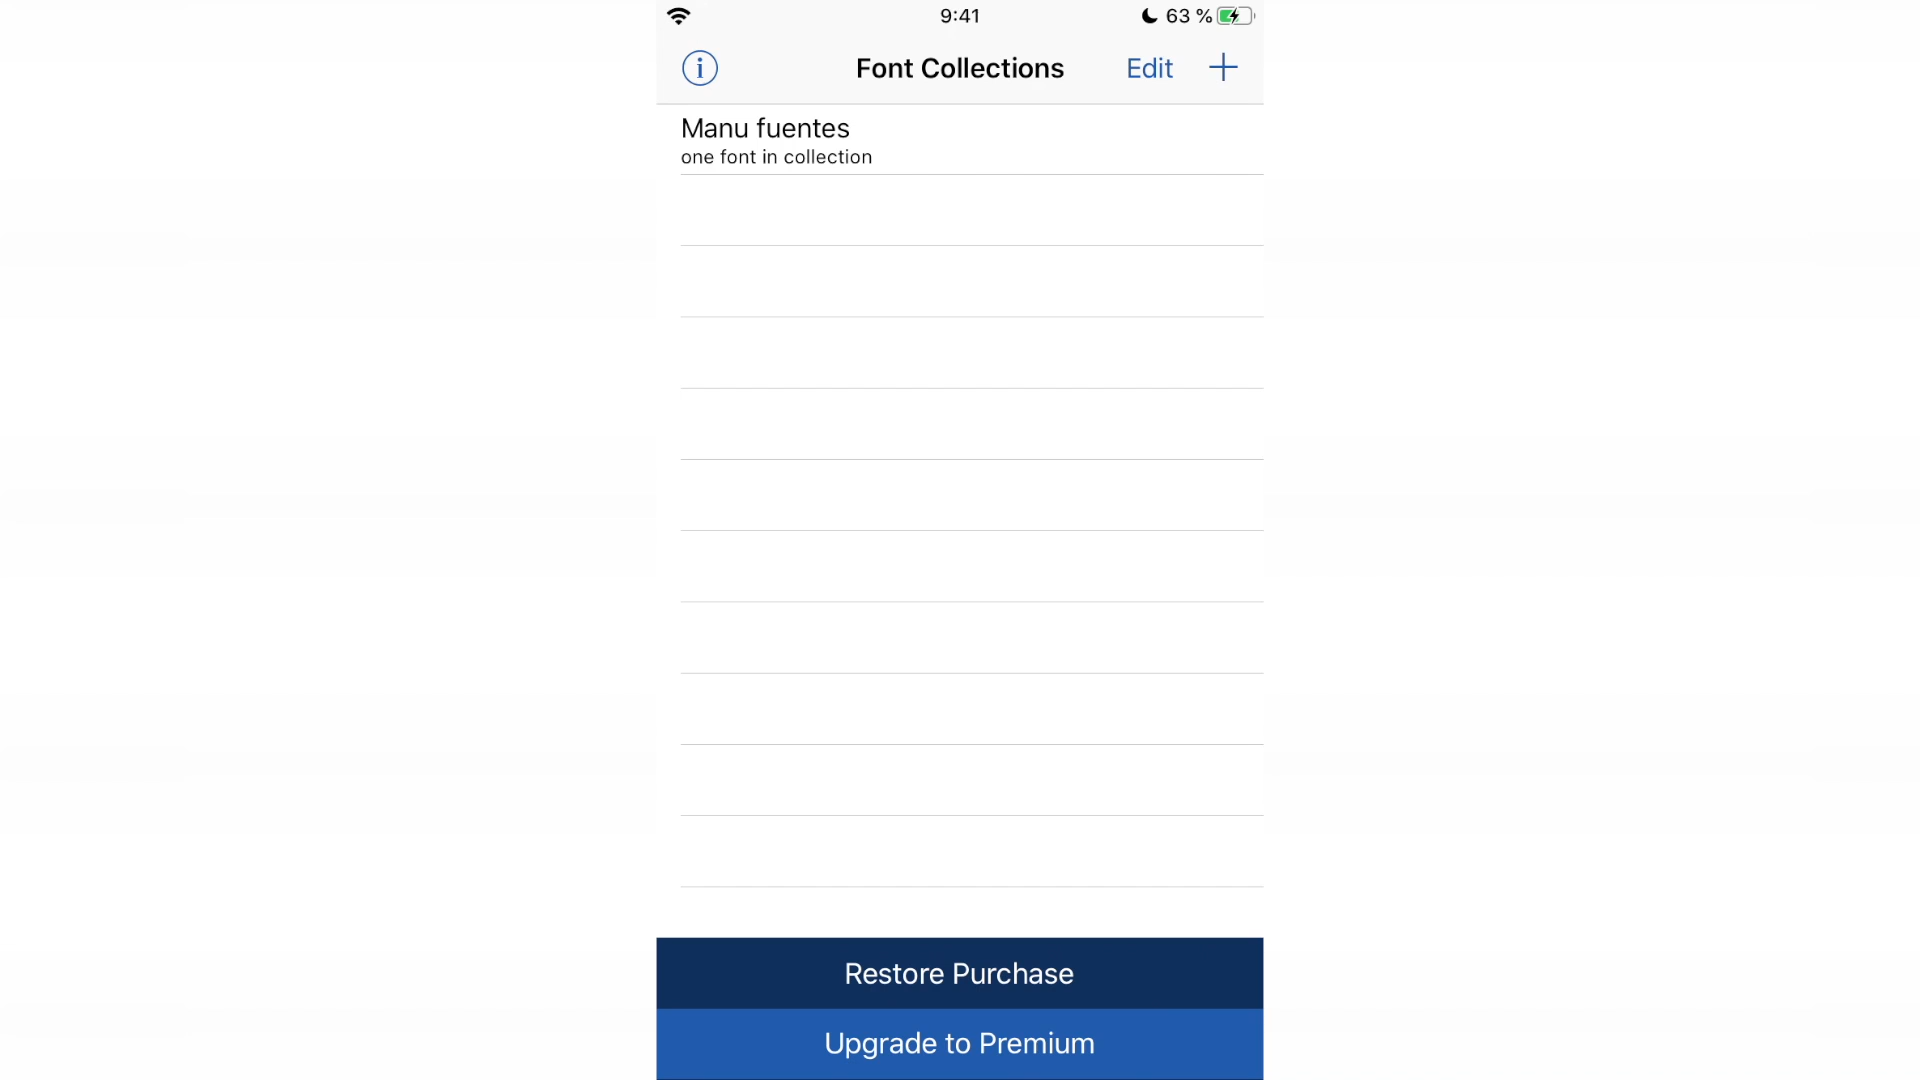 9:41
63 %
i
Font Collections
Edit
Manu fuentes
one font in collection
Restore Purchase
Upgrade to Premium